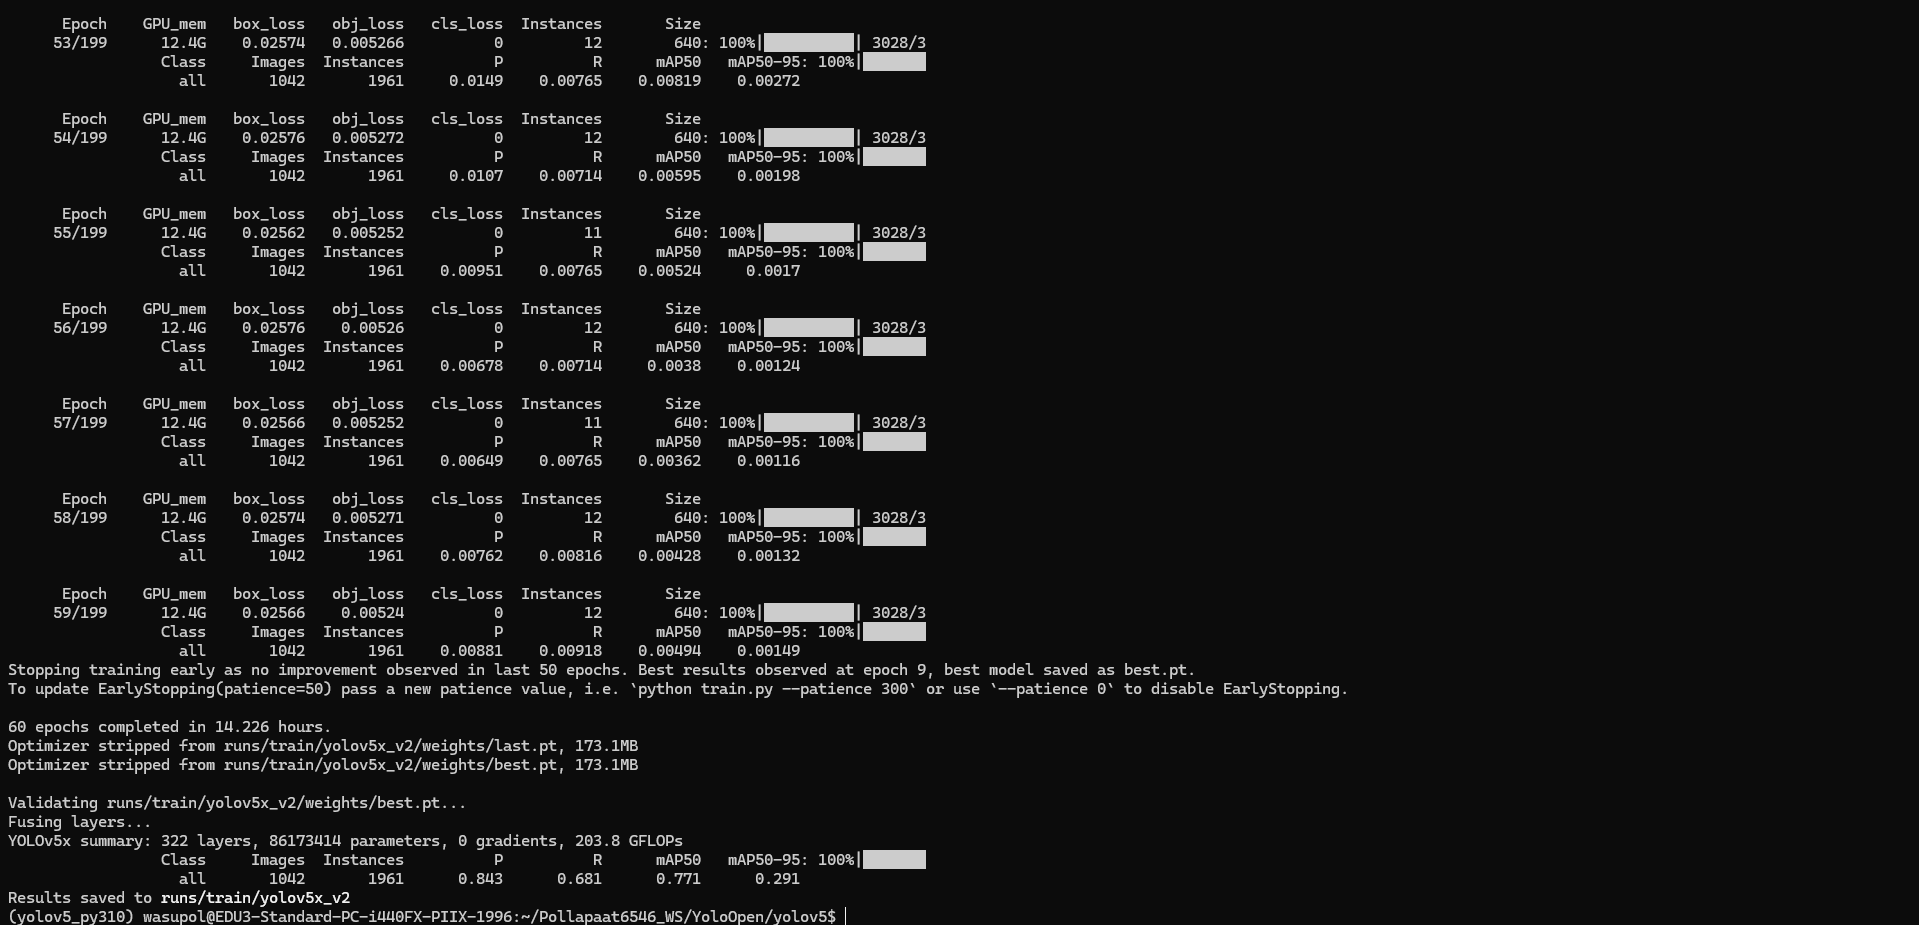 Epoch GPU_mem box_loss obj_loss cls_loss Instances Size
53/199 12.4G 0.02574 0.005266 0 12 640: 100%|██████████| 3028/3
Class Images Instances P R mAP50 mAP50-95: 100%|███████
all 1042 1961 0.0149 0.00765 0.00819 0.00272
Epoch GPU_mem box_loss obj_loss cls_loss Instances Size
54/199 12.4G 0.02576 0.005272 0 12 640: 100%|██████████| 3028/3
Class Images Instances P R mAP50 mAP50-95: 100%|███████
all 1042 1961 0.0107 0.00714 0.00595 0.00198
Epoch GPU_mem box_loss obj_loss cls_loss Instances Size
55/199 12.4G 0.02562 0.005252 0 11 640: 100%|██████████| 3028/3
Class Images Instances P R mAP50 mAP50-95: 100%|███████
all 1042 1961 0.00951 0.00765 0.00524 0.0017
Epoch GPU_mem box_loss obj_loss cls_loss Instances Size
56/199 12.4G 0.02576 0.00526 0 12 640: 100%|██████████| 3028/3
Class Images Instances P R mAP50 mAP50-95: 100%|███████
all 1042 1961 0.00678 0.00714 0.0038 0.00124
Epoch GPU_mem box_loss obj_loss cls_loss Instances Size
57/199 12.4G 0.02566 0.005252 0 11 640: 100%|██████████| 3028/3
Class Images Instances P R mAP50 mAP50-95: 100%|███████
all 1042 1961 0.00649 0.00765 0.00362 0.00116
Epoch GPU_mem box_loss obj_loss cls_loss Instances Size
58/199 12.4G 0.02574 0.005271 0 12 640: 100%|██████████| 3028/3
Class Images Instances P R mAP50 mAP50-95: 100%|███████
all 1042 1961 0.00762 0.00816 0.00428 0.00132
Epoch GPU_mem box_loss obj_loss cls_loss Instances Size
59/199 12.4G 0.02566 0.00524 0 12 640: 100%|██████████| 3028/3
Class Images Instances P R mAP50 mAP50-95: 100%|███████
all 1042 1961 0.00881 0.00918 0.00494 0.00149
Stopping training early as no improvement observed in last 50 epochs. Best results observed at epoch 9, best model saved as best.pt.
To update EarlyStopping(patience=50) pass a new patience value, i.e. `python train.py --patience 300` or use `--patience 0` to disable EarlyStopping.
60 epochs completed in 14.226 hours.
Optimizer stripped from runs/train/yolov5x_v2/weights/last.pt, 173.1MB
Optimizer stripped from runs/train/yolov5x_v2/weights/best.pt, 173.1MB
Validating runs/train/yolov5x_v2/weights/best.pt...
Fusing layers...
YOLOv5x summary: 322 layers, 86173414 parameters, 0 gradients, 203.8 GFLOPs
Class Images Instances P R mAP50 mAP50-95: 100%|███████
all 1042 1961 0.843 0.681 0.771 0.291
Results saved to runs/train/yolov5x_v2
(yolov5_py310) wasupol@EDU3-Standard-PC-i440FX-PIIX-1996:~/Pollapaat6546_WS/YoloOpen/yolov5$